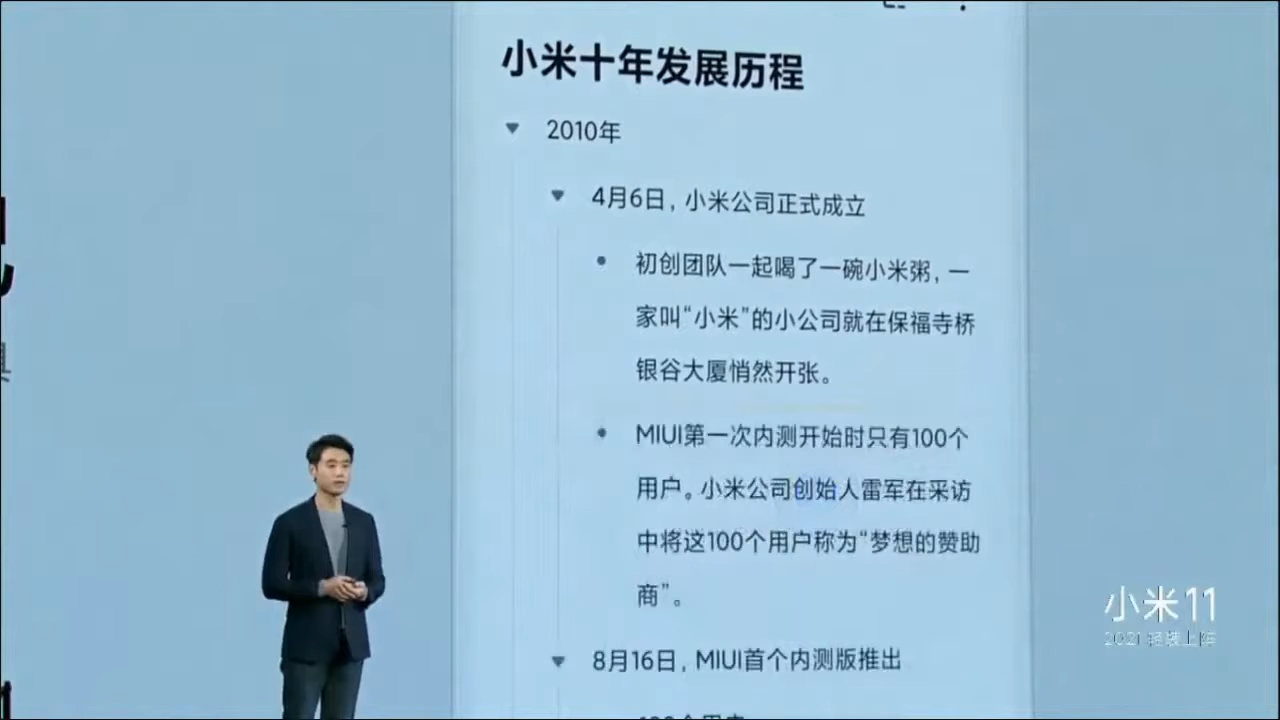 小米十年发展历程
2010年
4月6日，小米公司正式成立
初创团队一起喝了一碗小米粥，一
家叫“小米”的小公司就在保福寺桥
银谷大厦悄然开张。
MIUI第一次内测开始时只有100个
用户。小米公司创始人雷军在采访
中将这100个用户称为“梦想的赞助
商”。
8月16日，MIUI首个内测版推出
小米11
2021 轻装上阵